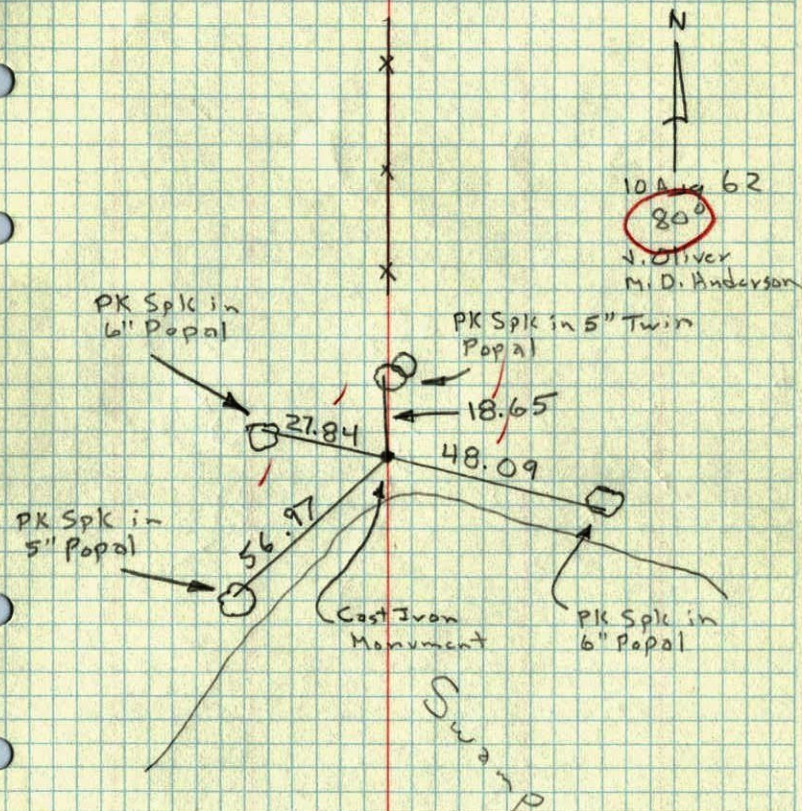 N
10 Aug 62
80°
J. Oliver
M. D. Anderson
PK Spk in
6" Popal
PK Spk in 5" Twin
Popal
18.65
27.84
48.09
PK Spk in
5" Popal
56.97
Cast Iron
Monument
PK Spk in
6" Popal
Swamp